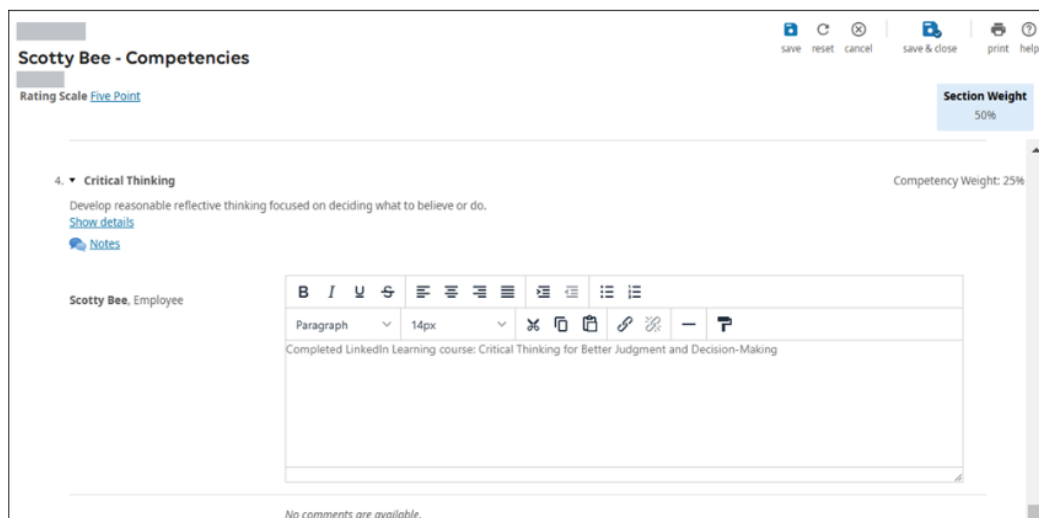 save reset cancel save & close print help
Scotty Bee - Competencies
Rating Scale Five Point
Section Weight
50%
4. Critical Thinking
Competency Weight: 25%
Develop reasonable reflective thinking focused on deciding what to believe or do.
Show details
Notes
Scotty Bee, Employee
B I U S
Paragraph 14px
Completed LinkedIn Learning course: Critical Thinking for Better Judgment and Decision-Making
No comments are available.